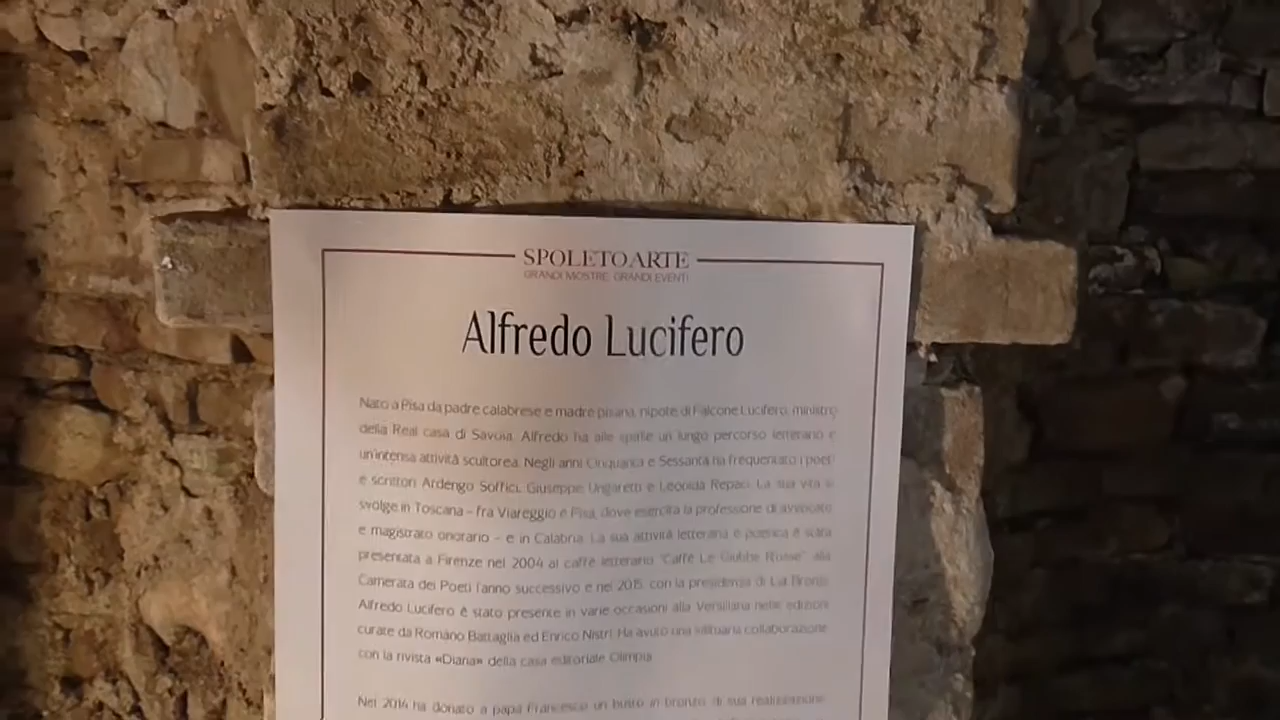 SPOLETOARTE
GRANDI MOSTRE, GRANDI EVENTI
Alfredo Lucifero
Nato a Pisa da padre calabrese e madre pisana, nipote di Falcone Lucifero, ministro
della Real casa di Savoia, Alfredo ha alle spalle un lungo percorso letterario e
un'intensa attività scultorea. Negli anni Cinquanta e Sessanta ha frequentato i poeti
e scrittori Ardengo Soffici, Giuseppe Ungaretti e Leonida Repaci. La sua vita si
svolge in Toscana – fra Viareggio e Pisa, dove esercita la professione di avvocato
e magistrato onorario – e in Calabria. La sua attività letteraria e poetica è stata
presentata a Firenze nel 2004 al caffè letterario "Caffè Le Giubbe Rosse" alla
Camerata dei Poeti l'anno successivo e nel 2015, con la presidenza di Lia Bronzi.
Alfredo Lucifero è stato presente in varie occasioni alla Versiliana nelle edizioni
curate da Romano Battaglia ed Enrico Nistri. Ha avuto una saltuaria collaborazione
con la rivista «Diana» della casa editoriale Olimpia.
Nel 2014 ha donato a papa Francesco un busto in bronzo di sua realizzazione